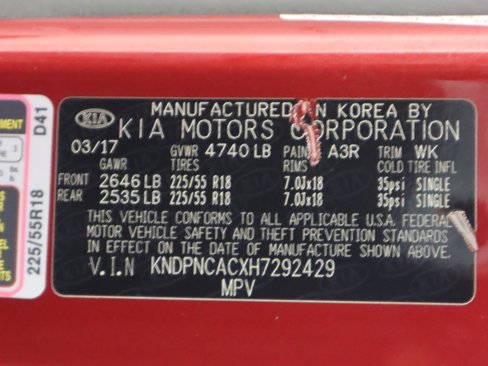 MANUFACTURED IN KOREA BY
KIA KIA MOTORS CORPORATION
03/17 GVWR 4740 LB PAINT A3R TRIM WK
GAWR TIRES RIMS COLD TIRE INFL
FRONT 2646 LB 225/55 R18 7.0Jx18 35psi SINGLE
REAR 2535 LB 225/55 R18 7.0Jx18 35psi SINGLE
THIS VEHICLE CONFORMS TO ALL APPLICABLE U.S.A. FEDERAL
MOTOR VEHICLE SAFETY AND THEFT PREVENTION STANDARDS
IN EFFECT ON THE DATE OF MANUFACTURE SHOWN ABOVE.
V.I.N KNDPNCACXH7292429
MPV
D41
225/55R18